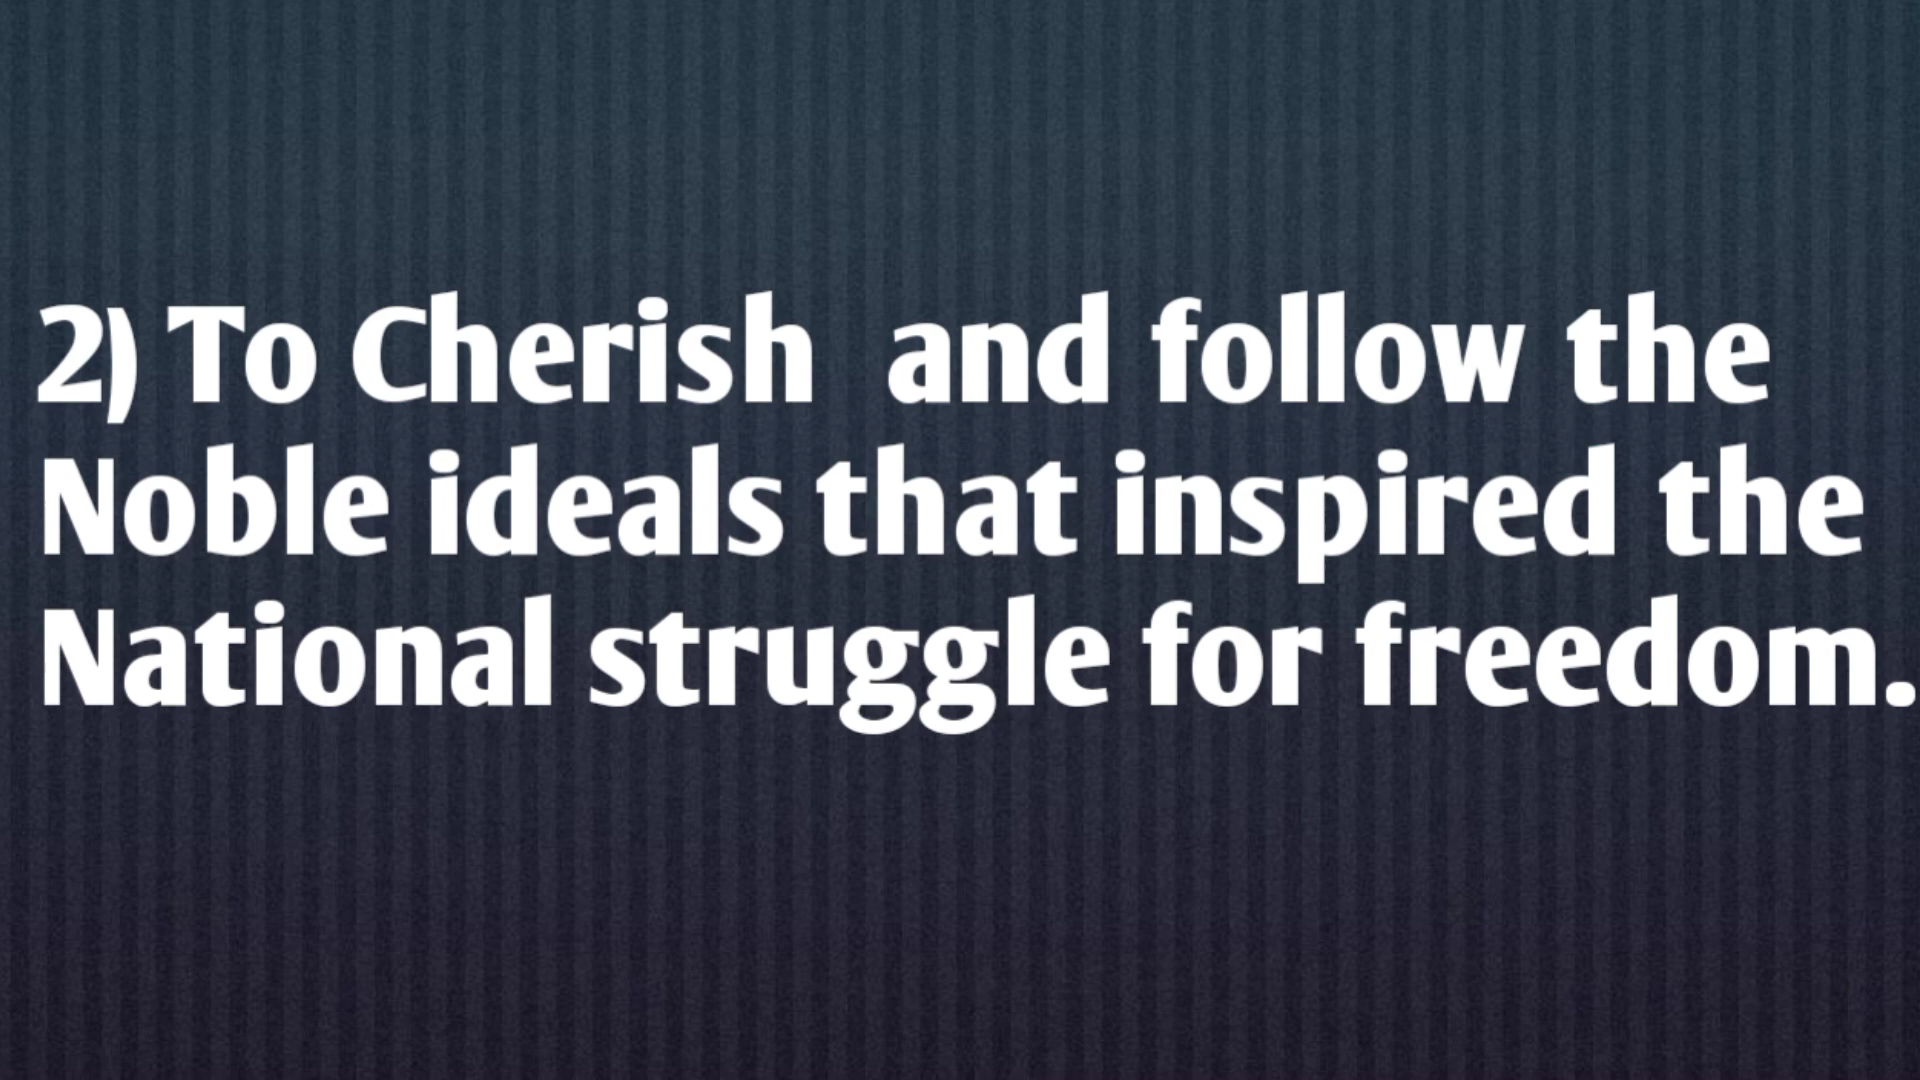 2) To Cherish  and follow the
Noble ideals that inspired the
National struggle for freedom.